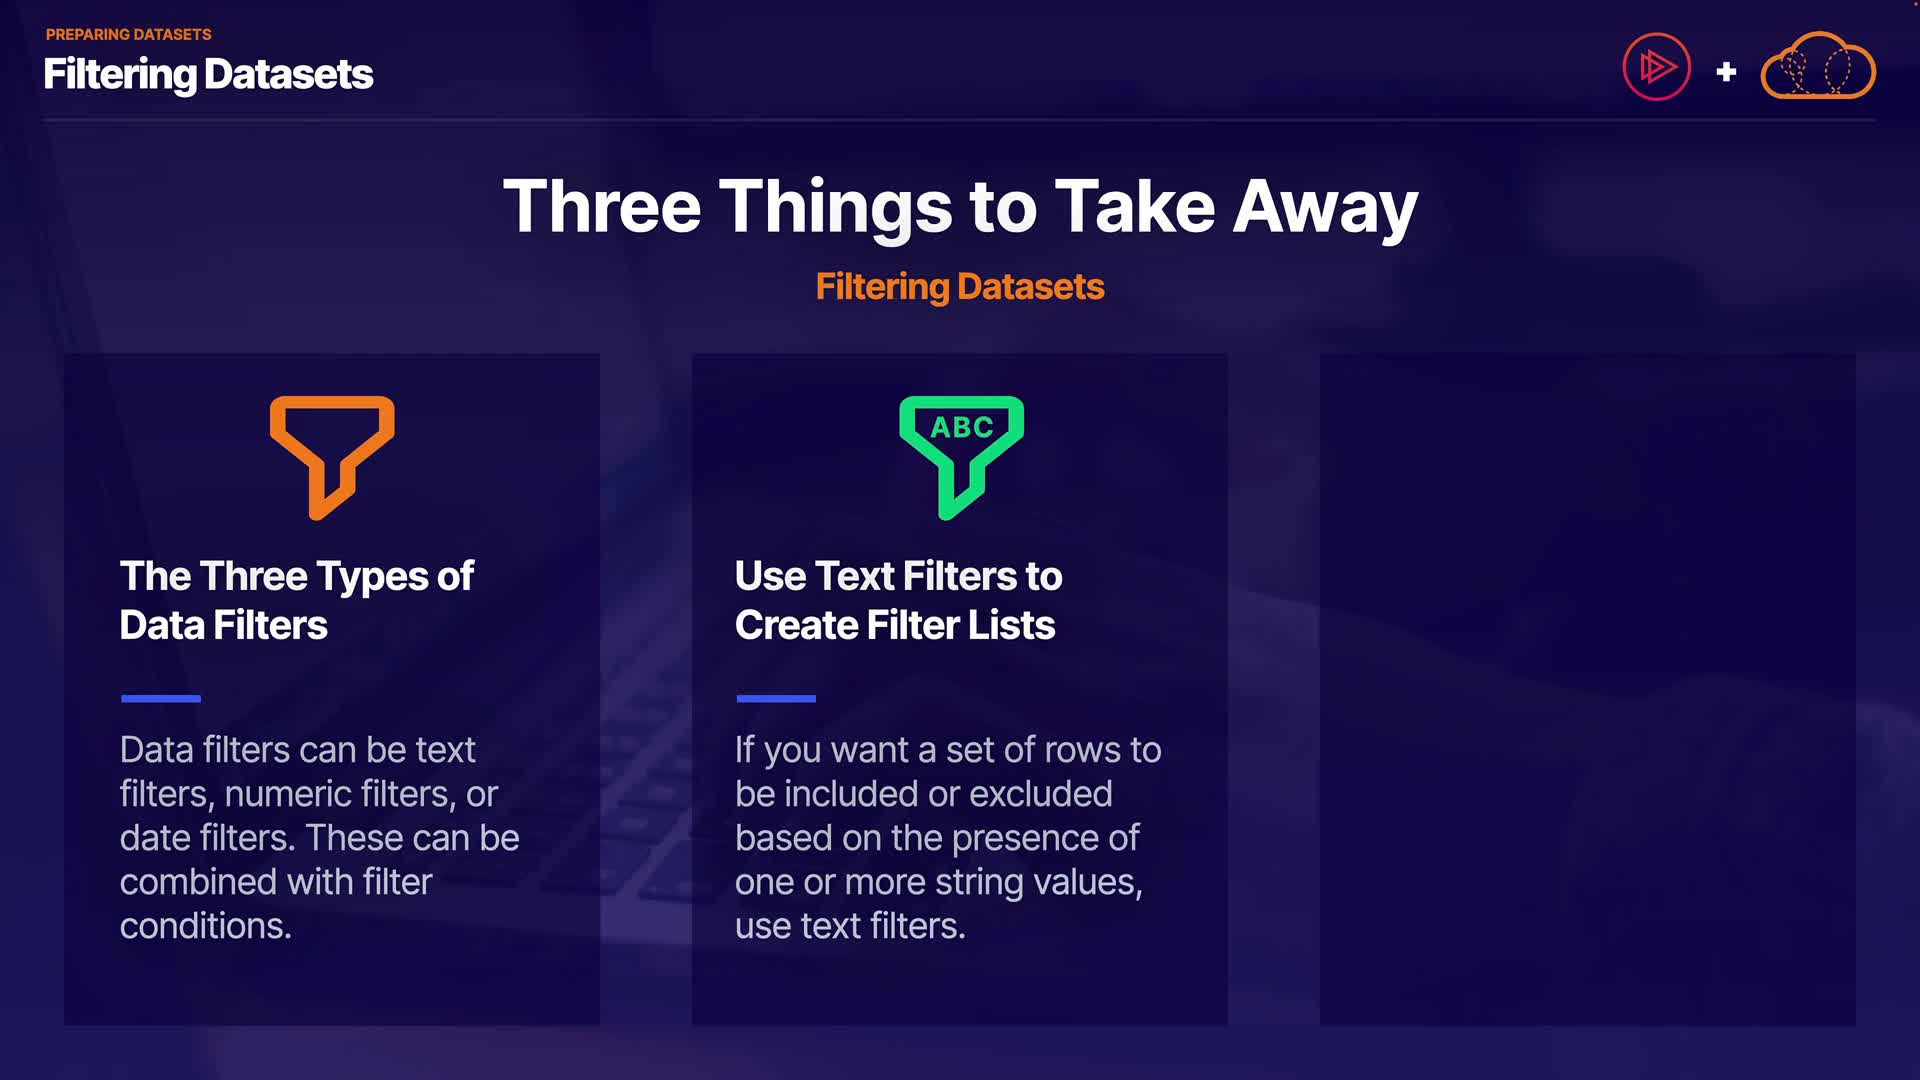 PREPARING DATASETS
Filtering Datasets
Three Things to Take Away
Filtering Datasets
The Three Types of
Data Filters
Data filters can be text
filters, numeric filters, or
date filters. These can be
combined with filter
conditions.
ABC
Use Text Filters to
Create Filter Lists
If you want a set of rows to
be included or excluded
based on the presence of
one or more string values,
use text filters.